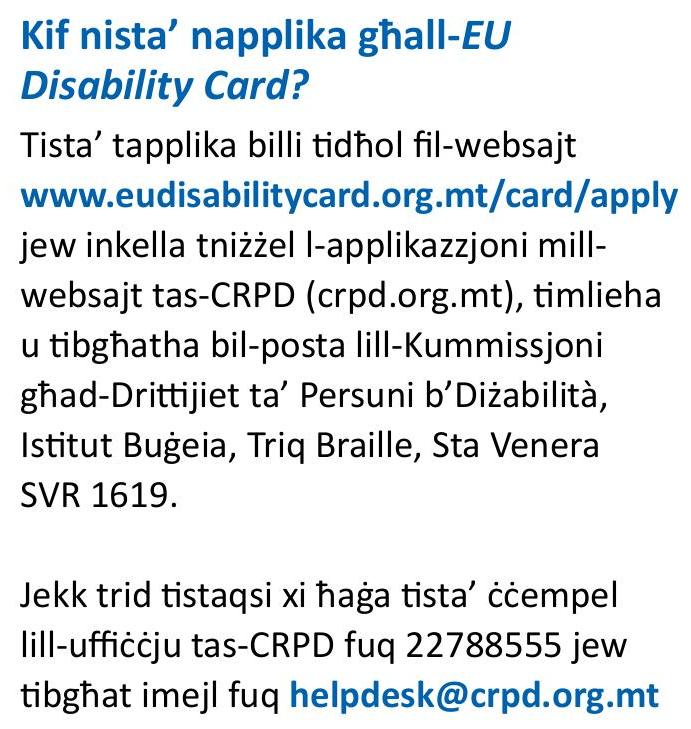 Kif nista’ napplika għall-EU
Disability Card?
Tista’ tapplika billi tidħol fil-websajt
www.eudisabilitycard.org.mt/card/apply
jew inkella tniżżel l-applikazzjoni mill-
websajt tas-CRPD (crpd.org.mt), timlieha
u tibgħatha bil-posta lill-Kummissjoni
għad-Drittijiet ta’ Persuni b’Diżabilità,
Istitut Buġeia, Triq Braille, Sta Venera
SVR 1619.

Jekk trid tistaqsi xi ħaġa tista’ ċċempel
lill-uffiċċju tas-CRPD fuq 22788555 jew
tibgħat imejl fuq helpdesk@crpd.org.mt